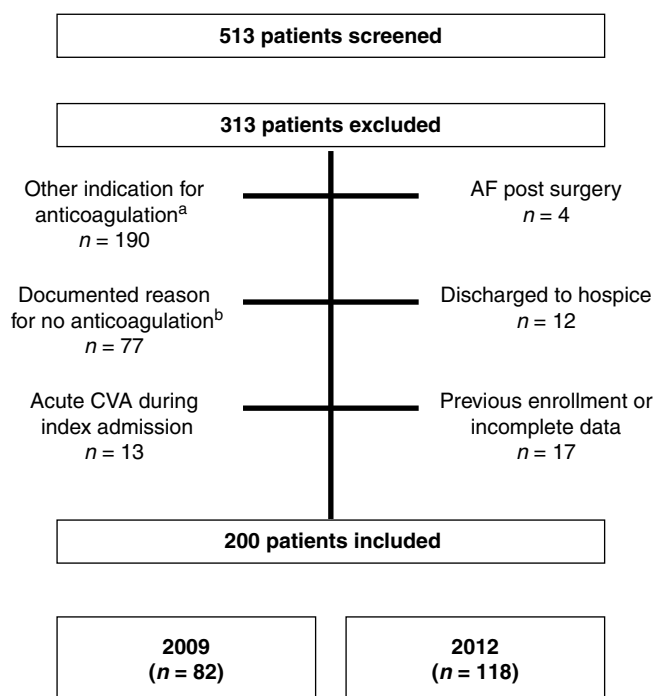 513 patients screened
313 patients excluded
Other indication for
anticoagulationᵃ
n = 190
AF post surgery
n = 4
Documented reason
for no anticoagulationᵇ
n = 77
Discharged to hospice
n = 12
Acute CVA during
index admission
n = 13
Previous enrollment or
incomplete data
n = 17
200 patients included
2009
(n = 82)
2012
(n = 118)